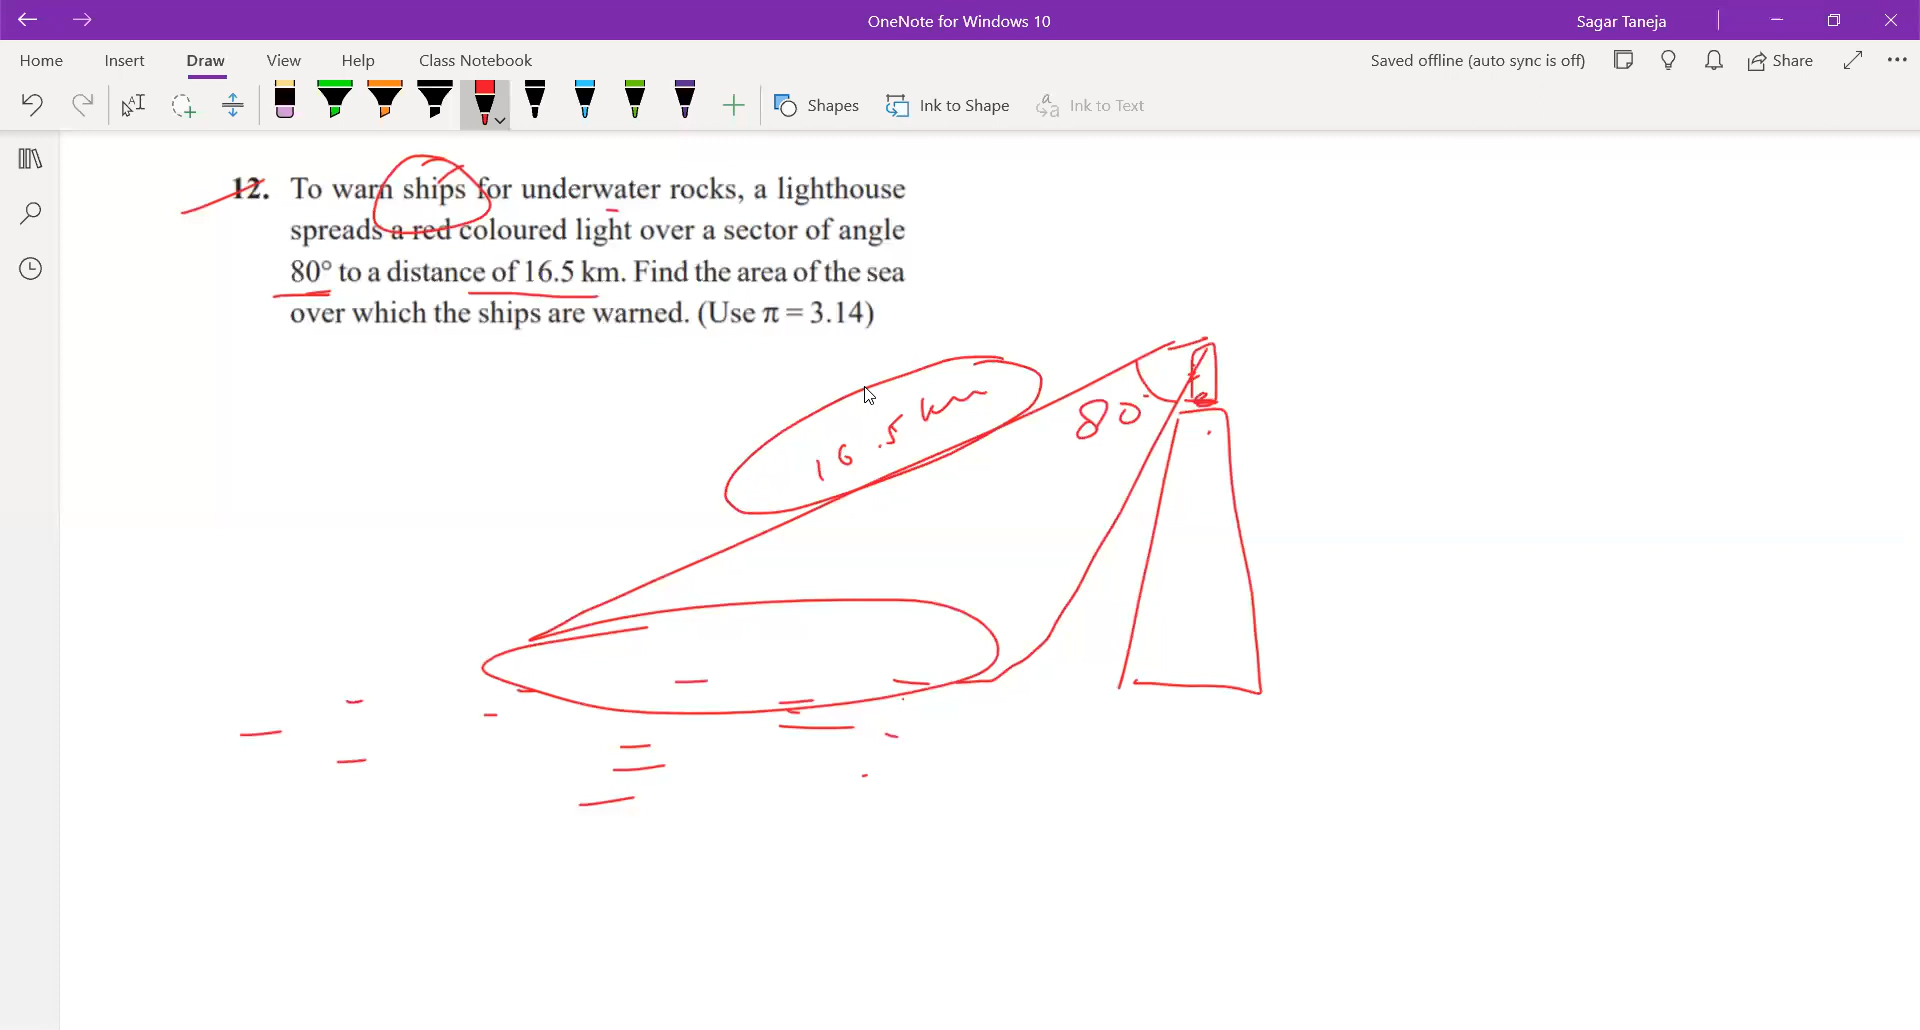 OneNote for Windows 10
Sagar Taneja
Home Insert Draw View Help Class Notebook
Saved offline (auto sync is off) Share
Shapes Ink to Shape Ink to Text
12. To warn ships for underwater rocks, a lighthouse
spreads a red coloured light over a sector of angle
80° to a distance of 16.5 km. Find the area of the sea
over which the ships are warned. (Use π = 3.14)
16.5 km
80°